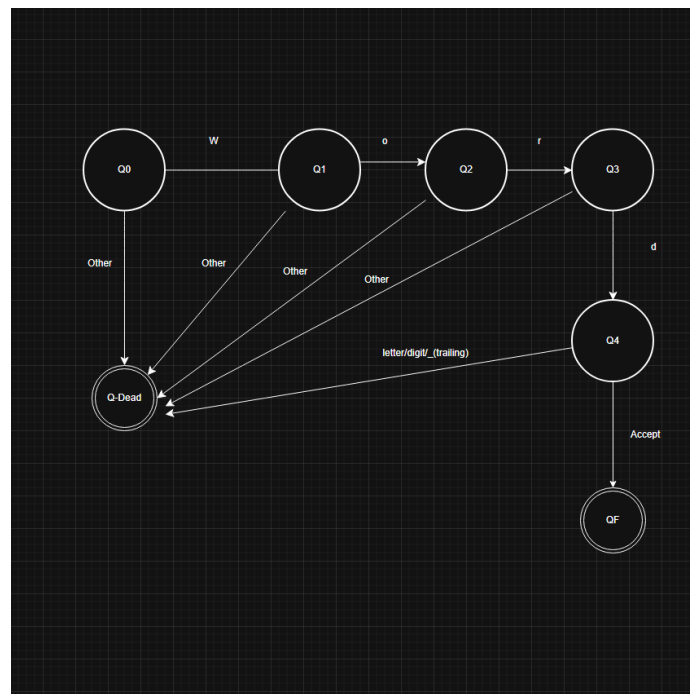 W
o
r
Q0
Q1
Q2
Q3
Other
Other
Other
Other
d
Q4
letter/digit/_(trailing)
Q-Dead
Accept
QF